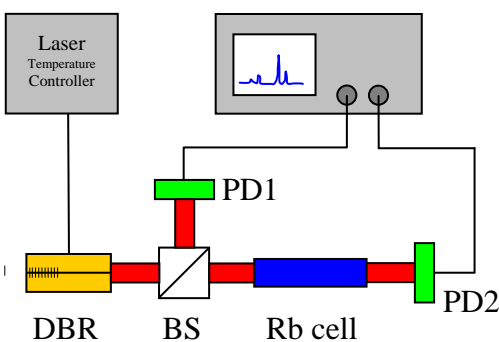 Laser
Temperature
Controller
PD1
PD2
DBR
BS
Rb cell